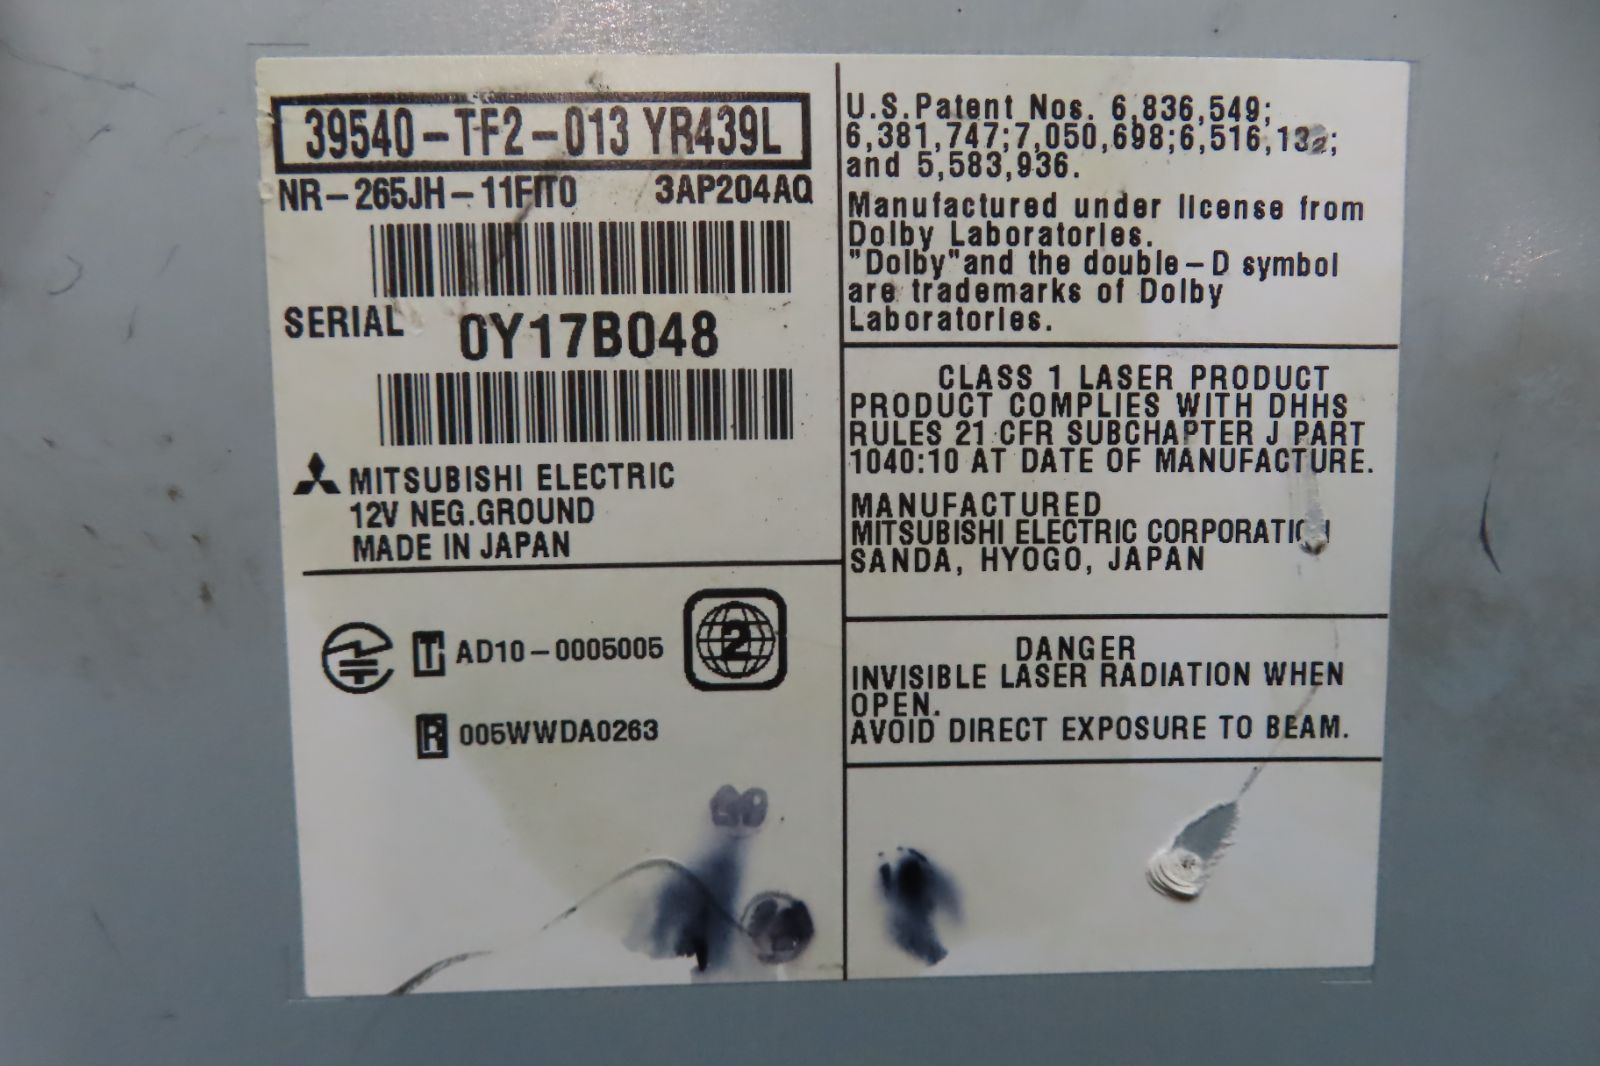 39540-TF2-013 YR439L
NR-265JH-11FIT0 3AP204AQ
SERIAL 0Y17B048
MITSUBISHI ELECTRIC
12V NEG.GROUND
MADE IN JAPAN
T AD10-0005005
2
R 005WWDA0263
U.S.Patent Nos. 6,836,549;
6,381,747;7,050,698;
and 5,583,936.
Manufactured under license from
Dolby Laboratories.
"Dolby"and the double-D symbol
are trademarks of Dolby
Laboratories.
CLASS 1 LASER PRODUCT
PRODUCT COMPLIES WITH DHHS
RULES 21 CFR SUBCHAPTER J PART
1040:10 AT DATE OF MANUFACTURE.
MANUFACTURED
MITSUBISHI ELECTRIC CORPORATION
SANDA, HYOGO, JAPAN
DANGER
INVISIBLE LASER RADIATION WHEN
OPEN.
AVOID DIRECT EXPOSURE TO BEAM.